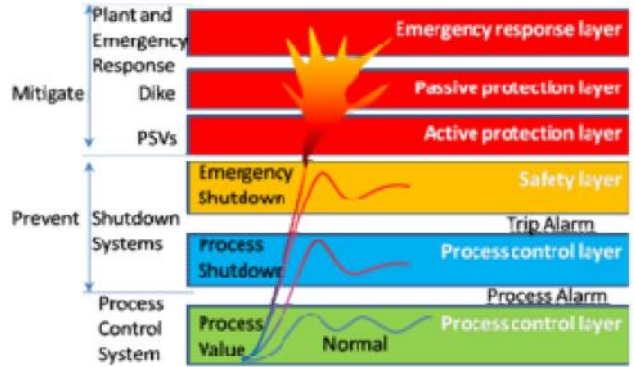 Plant and
Emergency
Response
Emergency response layer
Mitigate
Dike
Passive protection layer
PSVs
Active protection layer
Emergency
Shutdown
Safety layer
Prevent
Shutdown
Systems
Trip Alarm
Process
Shutdown
Process control layer
Process Alarm
Process
Control
System
Process
Value
Normal
Process control layer